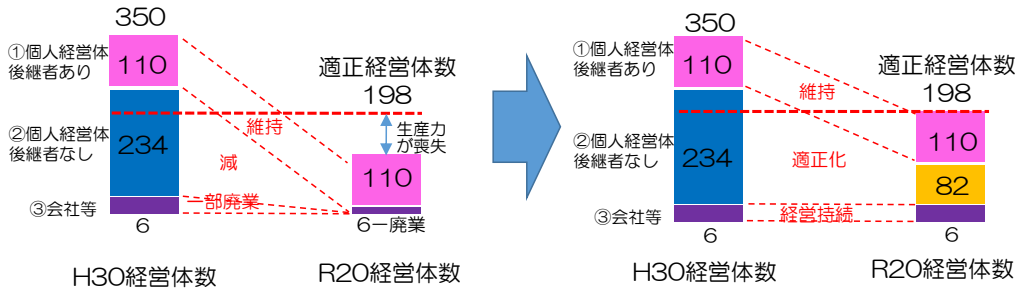 350
①個人経営体
後継者あり
110
適正経営体数
198
維持
生産力
が喪失
②個人経営体
後継者なし
234
減
110
一部廃業
③会社等
6
6ー廃業
H30経営体数
R20経営体数
350
①個人経営体
後継者あり
110
適正経営体数
198
維持
②個人経営体
後継者なし
234
110
適正化
82
③会社等
経営持続
6
6
H30経営体数
R20経営体数